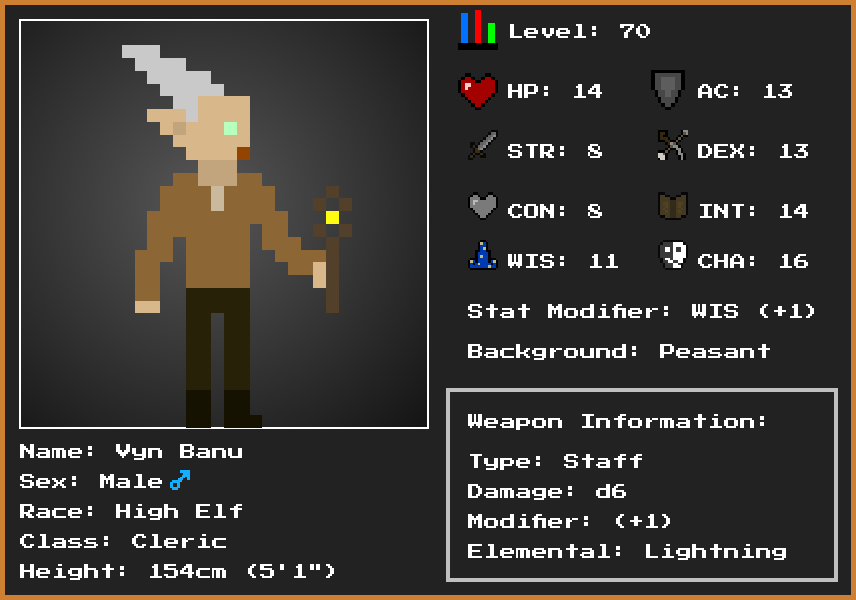 Level: 70
HP: 14 AC: 13
STR: 8 DEX: 13
CON: 8 INT: 14
WIS: 11 CHA: 16
Stat Modifier: WIS (+1)
Background: Peasant
Weapon Information:
Type: Staff
Damage: d6
Modifier: (+1)
Elemental: Lightning
Name: Vyn Banu
Sex: Male♂
Race: High Elf
Class: Cleric
Height: 154cm (5'1")